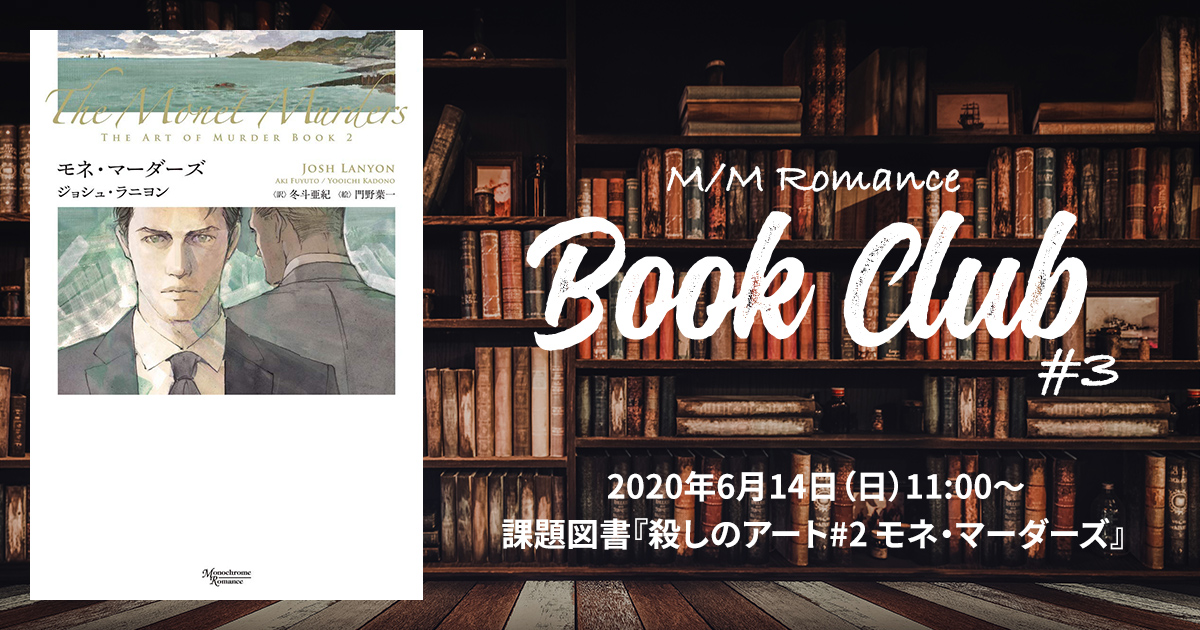 The Monet Murders
The Art of Murder Book 2
モネ・マーダーズ
ジョシュ・ラニヨン
Josh Lanyon
Aki Fuyuto / Yooichi Kadono
〈訳〉冬斗亜紀 〈絵〉門野葉一
Monochrome
Romance
M/M Romance
Book Club
#3
2020年6月14日（日）11:00〜
課題図書『殺しのアート#2 モネ・マーダーズ』